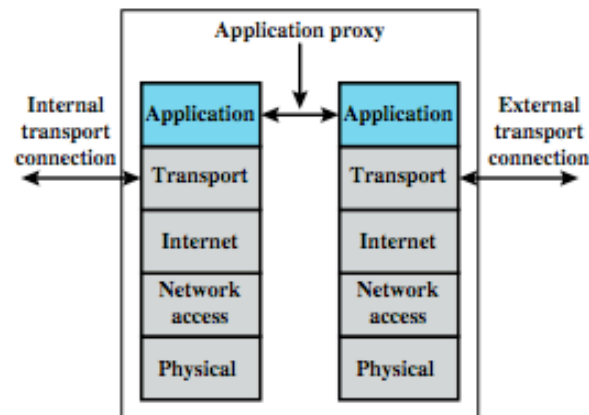 Application proxy
Internal
transport
connection
Application
Application
External
transport
connection
Transport
Transport
Internet
Internet
Network
access
Network
access
Physical
Physical